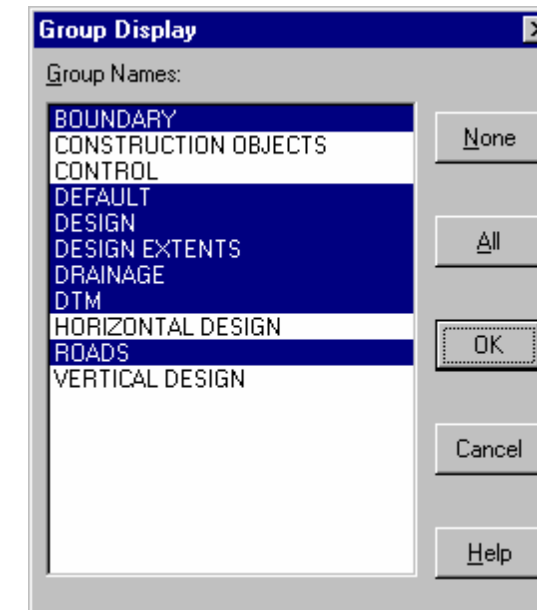 Group Display
Group Names:
BOUNDARY
CONSTRUCTION OBJECTS
CONTROL
DEFAULT
DESIGN
DESIGN EXTENTS
DRAINAGE
DTM
HORIZONTAL DESIGN
ROADS
VERTICAL DESIGN
None
All
OK
Cancel
Help